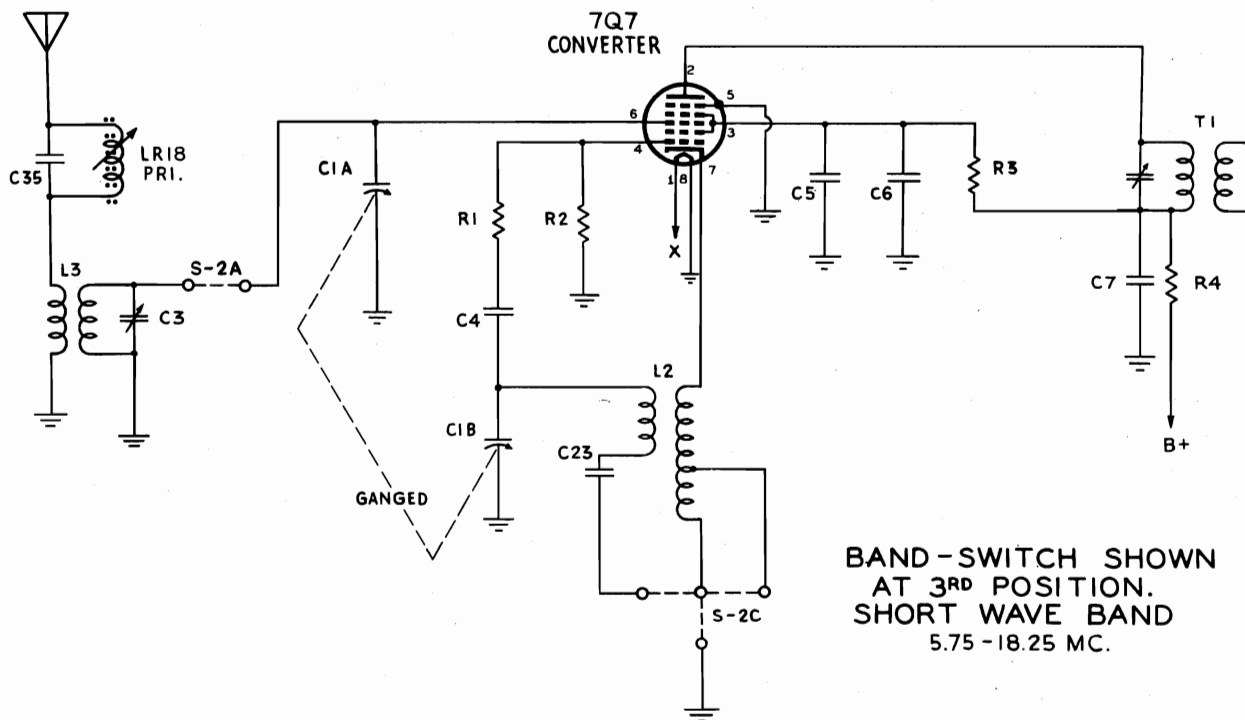 7Q7
CONVERTER
2
5
6
3
4
1
8
7
T1
C35
LR18
PRI.
C1A
R1
R2
X
C5
C6
R3
L3
S-2A
C3
C4
C7
R4
L2
C1B
C23
B+
GANGED
S-2C
BAND-SWITCH SHOWN
AT 3RD POSITION.
SHORT WAVE BAND
5.75-18.25 MC.